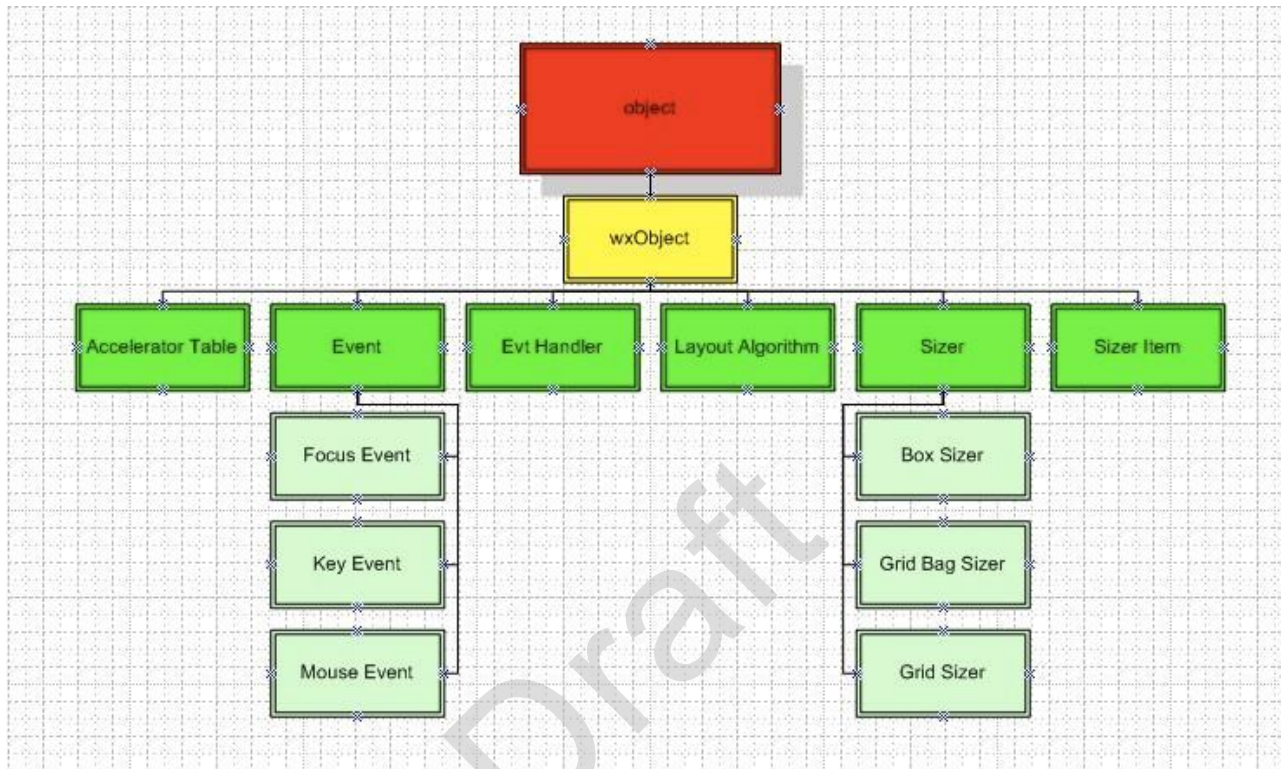 object
wxObject
Accelerator Table
Event
Evt Handler
Layout Algorithm
Sizer
Sizer Item
Focus Event
Box Sizer
Key Event
Grid Bag Sizer
Mouse Event
Grid Sizer
Draft